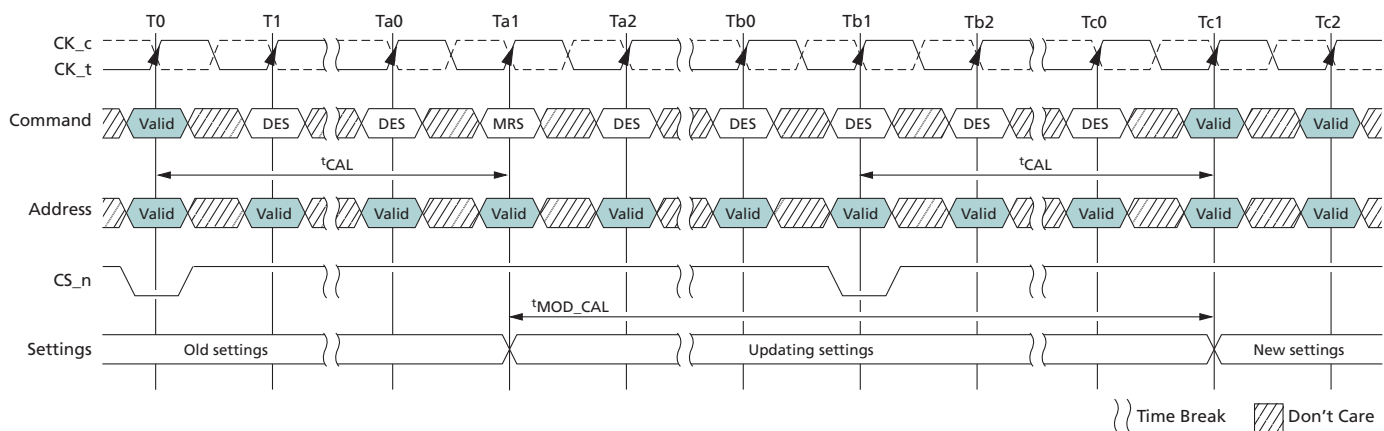 T0 T1 Ta0 Ta1 Ta2 Tb0 Tb1 Tb2 Tc0 Tc1 Tc2
CK_c
CK_t
Command Valid DES DES MRS DES DES DES DES DES Valid Valid
tCAL tCAL
Address Valid Valid Valid Valid Valid Valid Valid Valid Valid Valid Valid
CS_n
tMOD_CAL
Settings Old settings Updating settings New settings
Time Break Don't Care